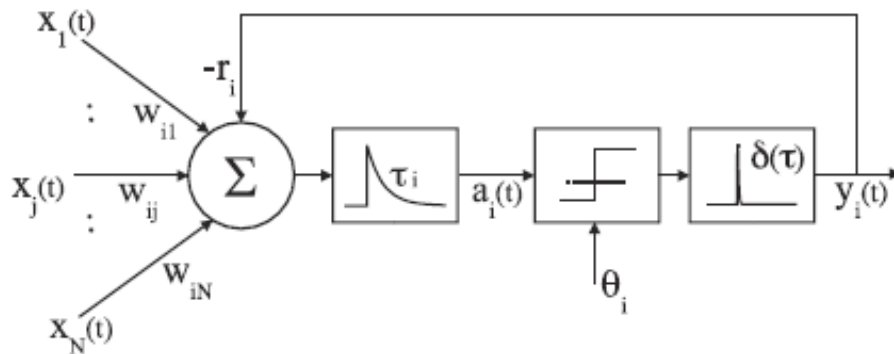 x₁(t)
-rᵢ
:
wᵢ₁
δ(τ)
xⱼ(t)
wᵢⱼ
Σ
τᵢ
aᵢ(t)
yᵢ(t)
:
wᵢN
θᵢ
xN(t)